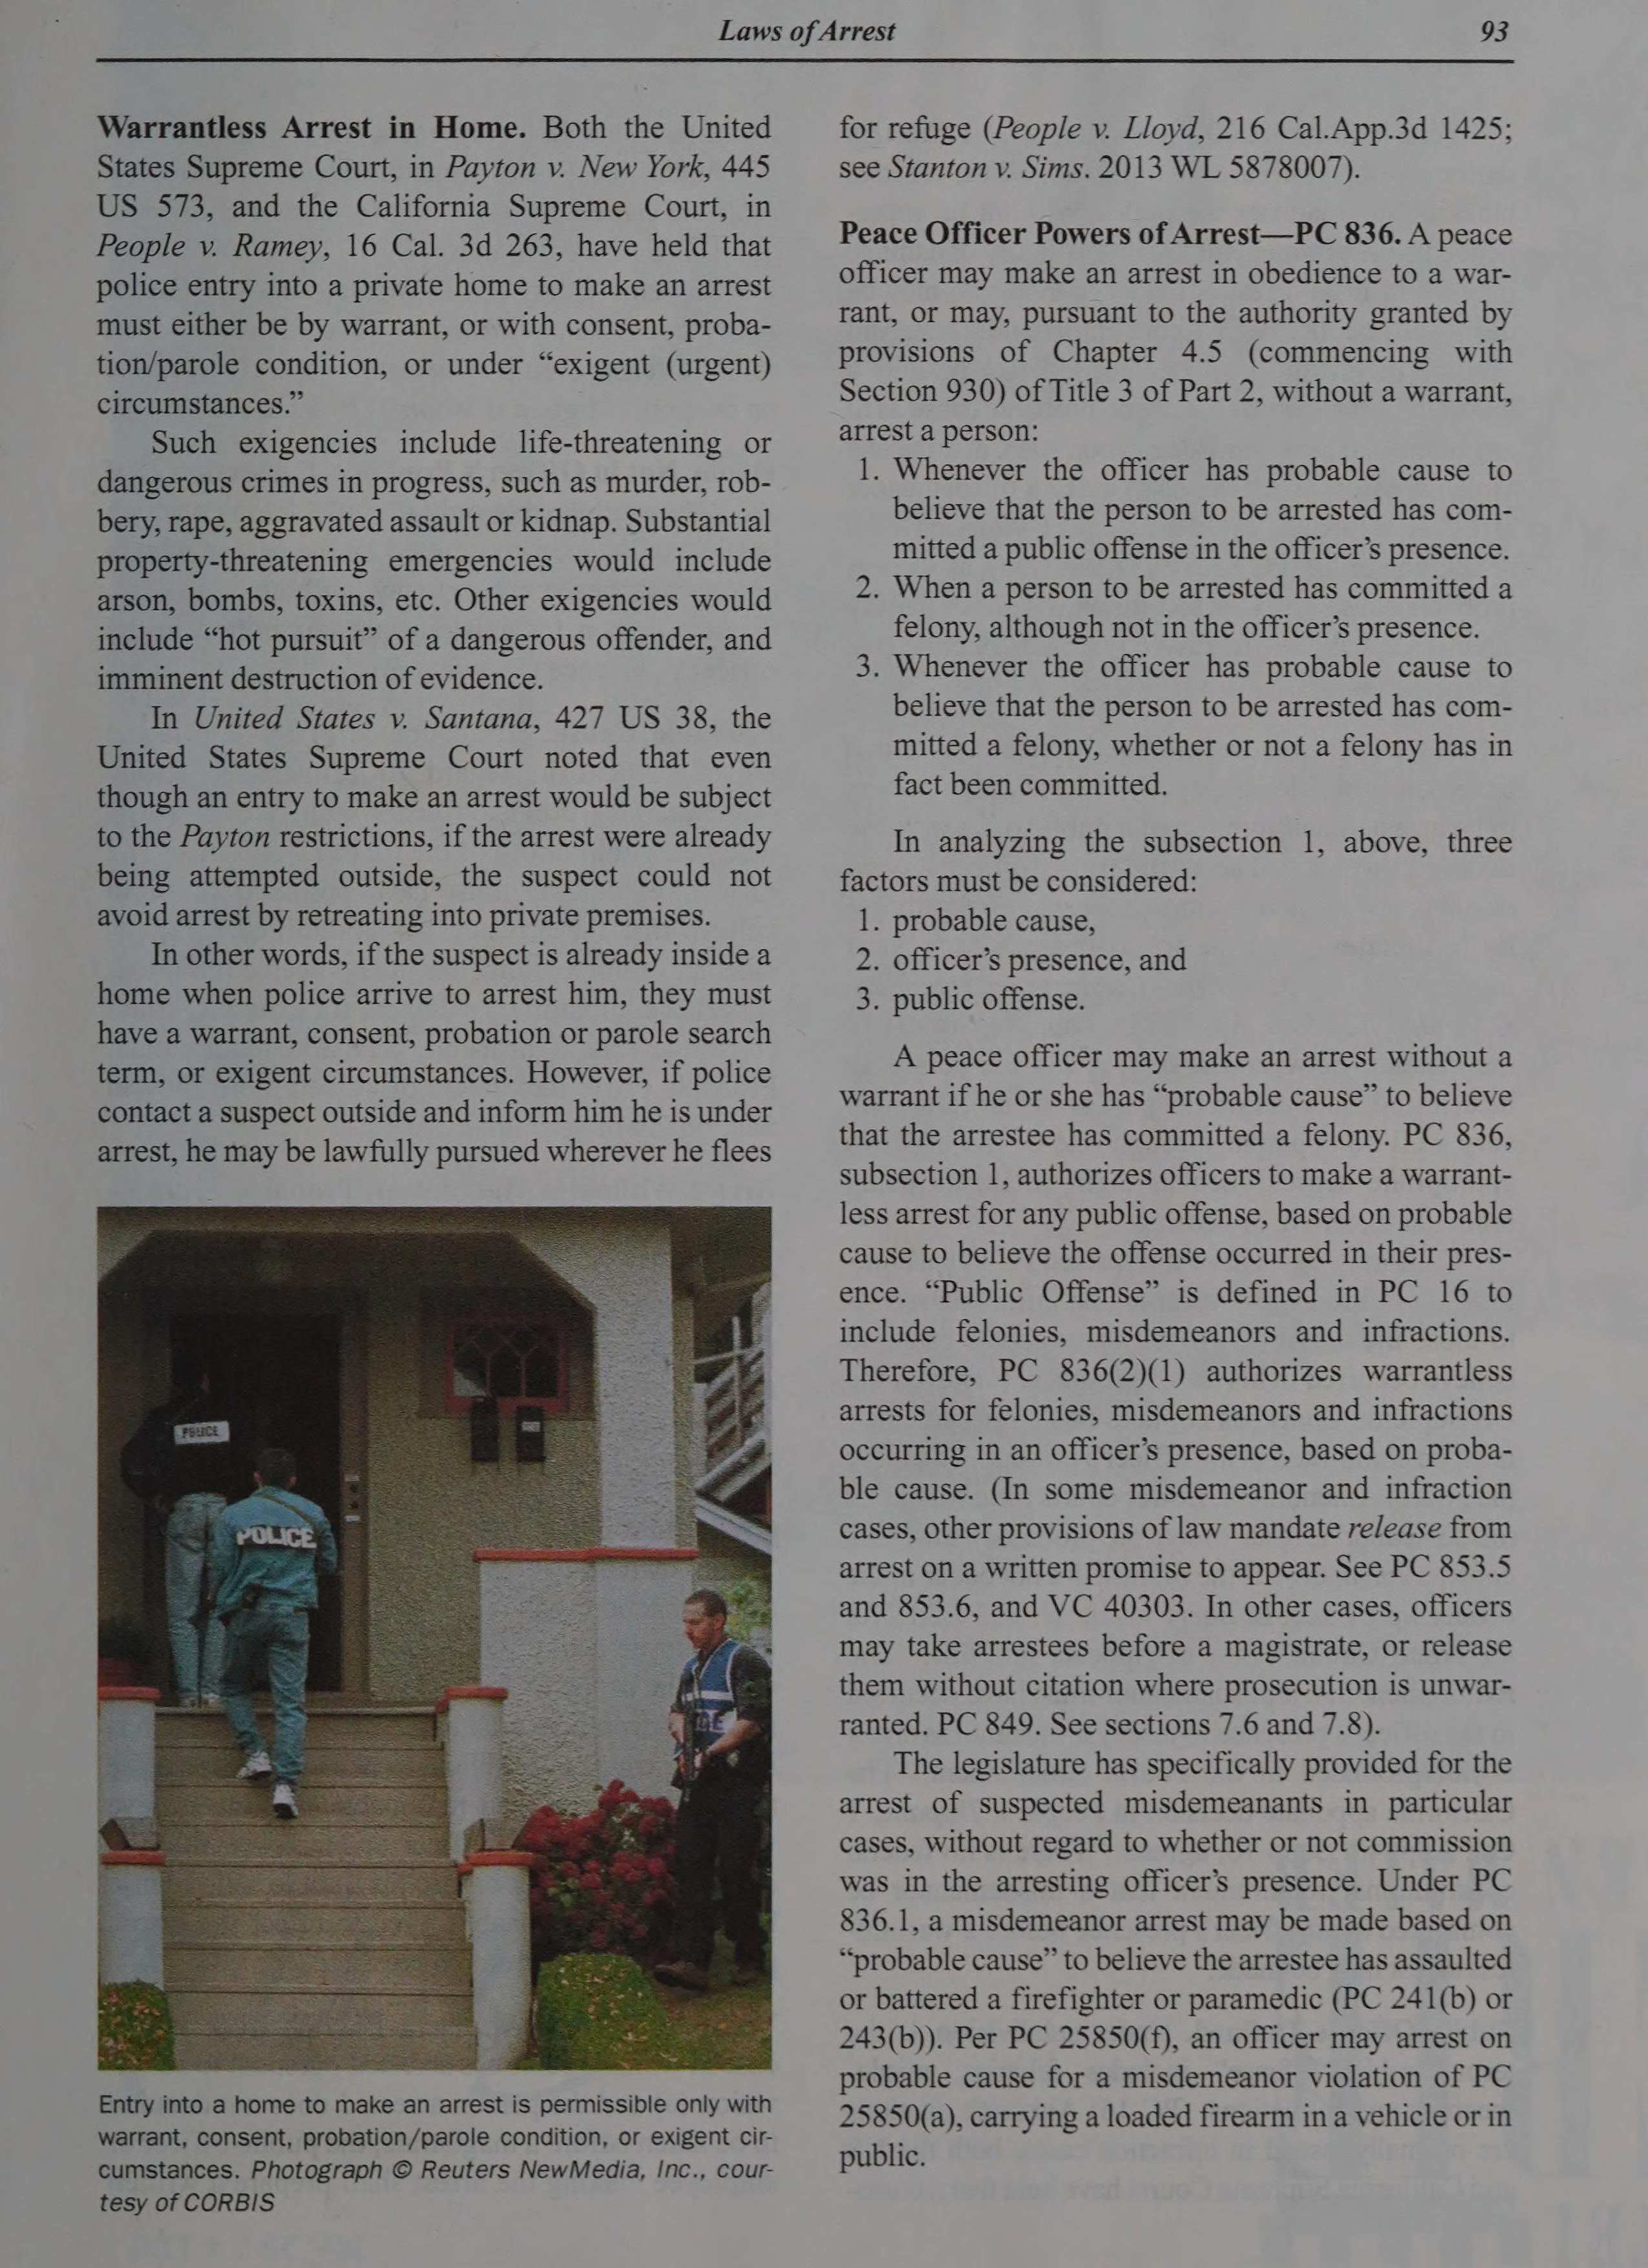 Laws of Arrest
93
Warrantless Arrest in Home. Both the United
States Supreme Court, in Payton v. New York, 445
US 573, and the California Supreme Court, in
People v. Ramey, 16 Cal. 3d 263, have held that
police entry into a private home to make an arrest
must either be by warrant, or with consent, proba-
tion/parole condition, or under “exigent (urgent)
circumstances.”
Such exigencies include life-threatening or
dangerous crimes in progress, such as murder, rob-
bery, rape, aggravated assault or kidnap. Substantial
property-threatening emergencies would include
arson, bombs, toxins, etc. Other exigencies would
include “hot pursuit” of a dangerous offender, and
imminent destruction of evidence.
In United States v. Santana, 427 US 38, the
United States Supreme Court noted that even
though an entry to make an arrest would be subject
to the Payton restrictions, if the arrest were already
being attempted outside, the suspect could not
avoid arrest by retreating into private premises.
In other words, if the suspect is already inside a
home when police arrive to arrest him, they must
have a warrant, consent, probation or parole search
term, or exigent circumstances. However, if police
contact a suspect outside and inform him he is under
arrest, he may be lawfully pursued wherever he flees
POLICE
POLICE
Entry into a home to make an arrest is permissible only with
warrant, consent, probation/parole condition, or exigent cir-
cumstances. Photograph © Reuters NewMedia, Inc., cour-
tesy of CORBIS
for refuge (People v. Lloyd, 216 Cal.App.3d 1425;
see Stanton v. Sims. 2013 WL 5878007).
Peace Officer Powers of Arrest—PC 836. A peace
officer may make an arrest in obedience to a war-
rant, or may, pursuant to the authority granted by
provisions of Chapter 4.5 (commencing with
Section 930) of Title 3 of Part 2, without a warrant,
arrest a person:
1. Whenever the officer has probable cause to
believe that the person to be arrested has com-
mitted a public offense in the officer’s presence.
2. When a person to be arrested has committed a
felony, although not in the officer’s presence.
3. Whenever the officer has probable cause to
believe that the person to be arrested has com-
mitted a felony, whether or not a felony has in
fact been committed.
In analyzing the subsection 1, above, three
factors must be considered:
1. probable cause,
2. officer’s presence, and
3. public offense.
A peace officer may make an arrest without a
warrant if he or she has “probable cause” to believe
that the arrestee has committed a felony. PC 836,
subsection 1, authorizes officers to make a warrant-
less arrest for any public offense, based on probable
cause to believe the offense occurred in their pres-
ence. “Public Offense” is defined in PC 16 to
include felonies, misdemeanors and infractions.
Therefore, PC 836(2)(1) authorizes warrantless
arrests for felonies, misdemeanors and infractions
occurring in an officer’s presence, based on proba-
ble cause. (In some misdemeanor and infraction
cases, other provisions of law mandate release from
arrest on a written promise to appear. See PC 853.5
and 853.6, and VC 40303. In other cases, officers
may take arrestees before a magistrate, or release
them without citation where prosecution is unwar-
ranted. PC 849. See sections 7.6 and 7.8).
The legislature has specifically provided for the
arrest of suspected misdemeanants in particular
cases, without regard to whether or not commission
was in the arresting officer’s presence. Under PC
836.1, a misdemeanor arrest may be made based on
“probable cause” to believe the arrestee has assaulted
or battered a firefighter or paramedic (PC 241(b) or
243(b)). Per PC 25850(f), an officer may arrest on
probable cause for a misdemeanor violation of PC
25850(a), carrying a loaded firearm in a vehicle or in
public.